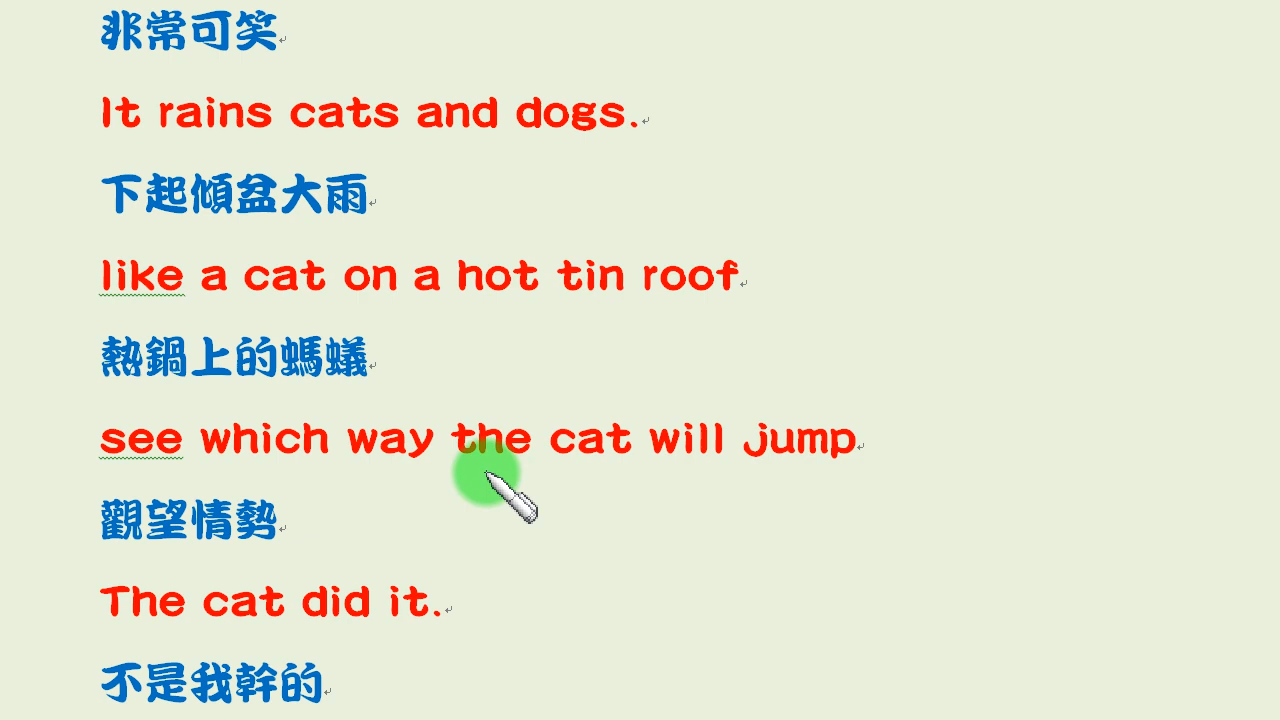 非常可笑
It rains cats and dogs.
下起傾盆大雨
like a cat on a hot tin roof
熱鍋上的螞蟻
see which way the cat will jump
觀望情勢
The cat did it.
不是我幹的